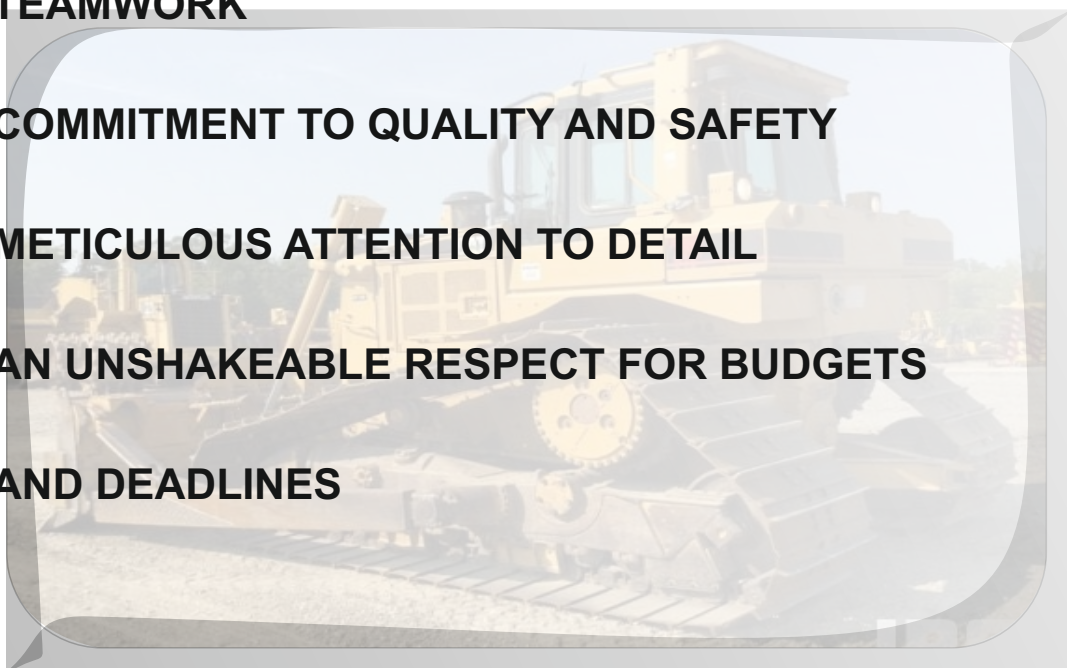 TEAMWORK
COMMITMENT TO QUALITY AND SAFETY
METICULOUS ATTENTION TO DETAIL
AN UNSHAKEABLE RESPECT FOR BUDGETS
AND DEADLINES